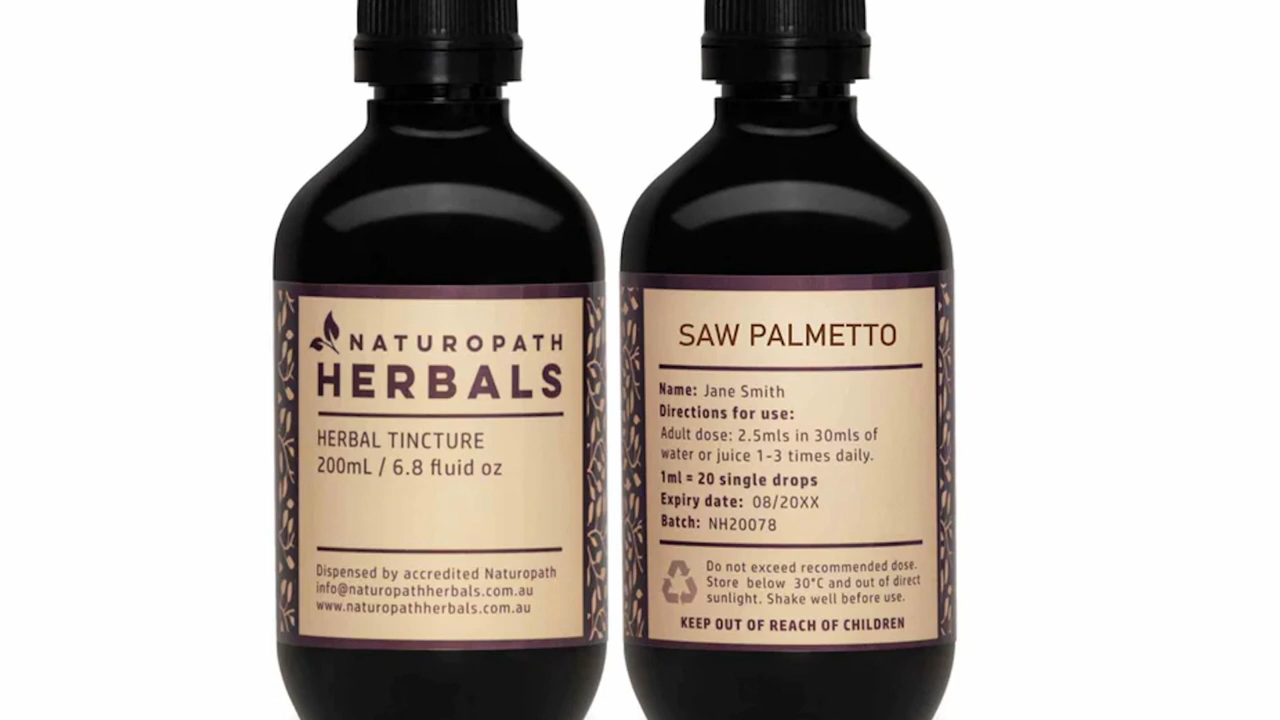 NATUROPATH
HERBALS
HERBAL TINCTURE
200mL / 6.8 fluid oz
Dispensed by accredited Naturopath
info@naturopathherbals.com.au
www.naturopathherbals.com.au
SAW PALMETTO
Name: Jane Smith
Directions for use:
Adult dose: 2.5mls in 30mls of
water or juice 1-3 times daily.
1ml = 20 single drops
Expiry date: 08/20XX
Batch: NH20078
Do not exceed recommended dose.
Store below 30°C and out of direct
sunlight. Shake well before use.
KEEP OUT OF REACH OF CHILDREN